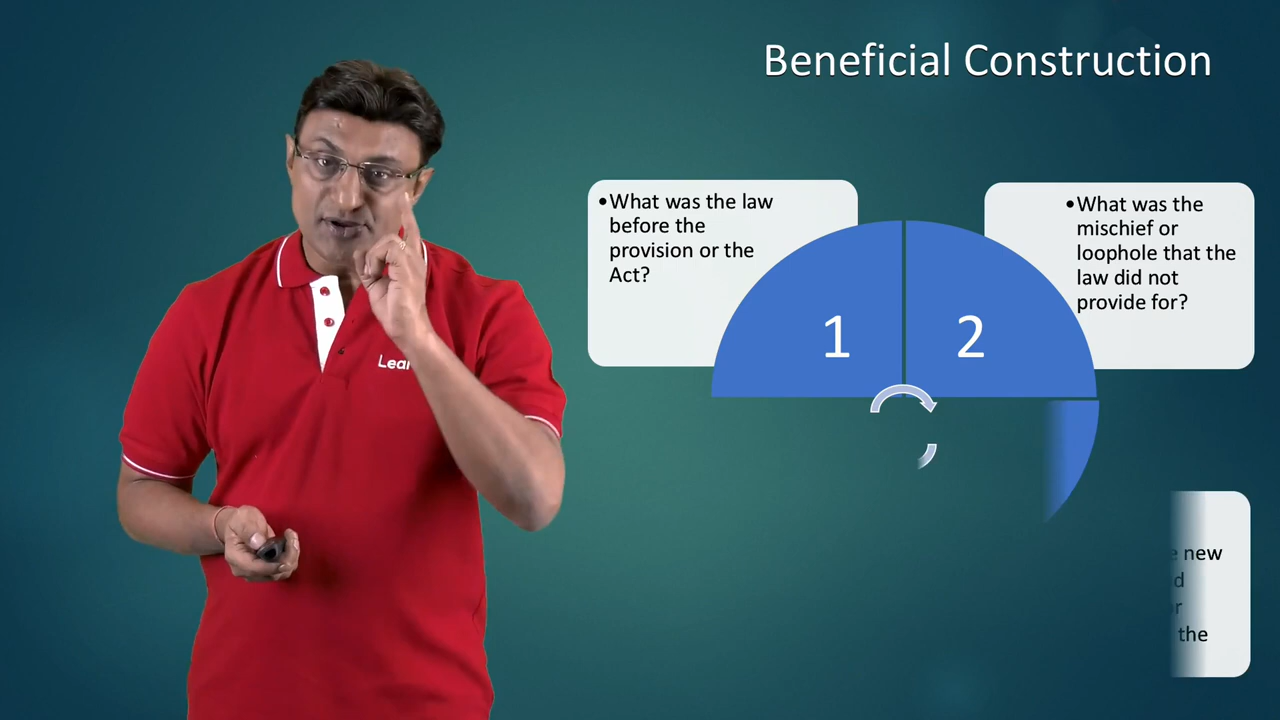 Beneficial Construction
•What was the law
before the
provision or the
Act?
•What was the
mischief or
loophole that the
law did not
provide for?
1
2
new
the